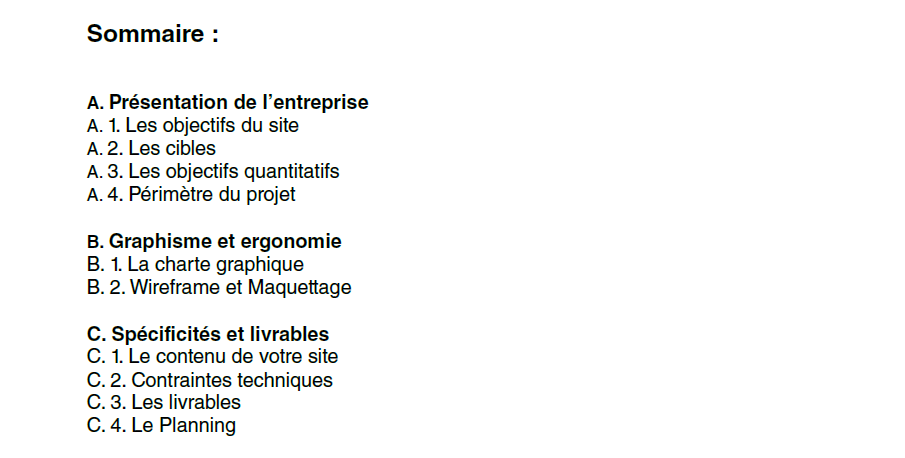 Sommaire :
A. Présentation de l’entreprise
A. 1. Les objectifs du site
A. 2. Les cibles
A. 3. Les objectifs quantitatifs
A. 4. Périmètre du projet
B. Graphisme et ergonomie
B. 1. La charte graphique
B. 2. Wireframe et Maquettage
C. Spécificités et livrables
C. 1. Le contenu de votre site
C. 2. Contraintes techniques
C. 3. Les livrables
C. 4. Le Planning